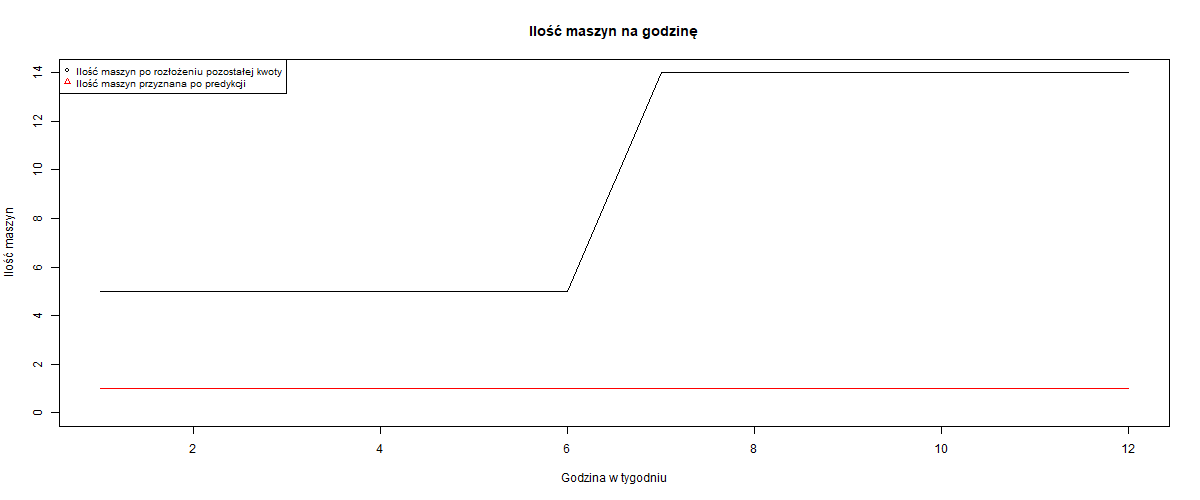 Ilość maszyn na godzinę
Ilość maszyn po rozłożeniu pozostałej kwoty
Ilość maszyn przyznana po predykcji
Ilość maszyn
14
12
10
8
6
4
2
0
2 4 6 8 10 12
Godzina w tygodniu